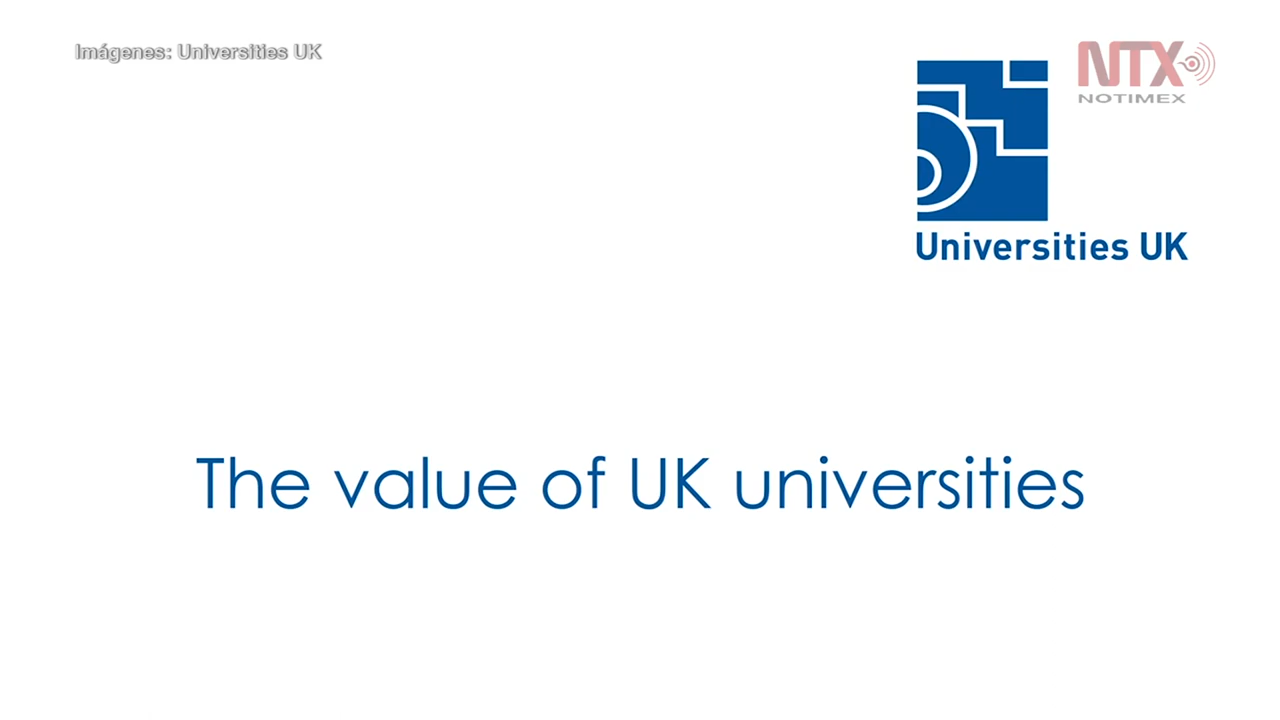 Imágenes: Universities UK
NTX
NOTIMEX
Universities UK
The value of UK universities